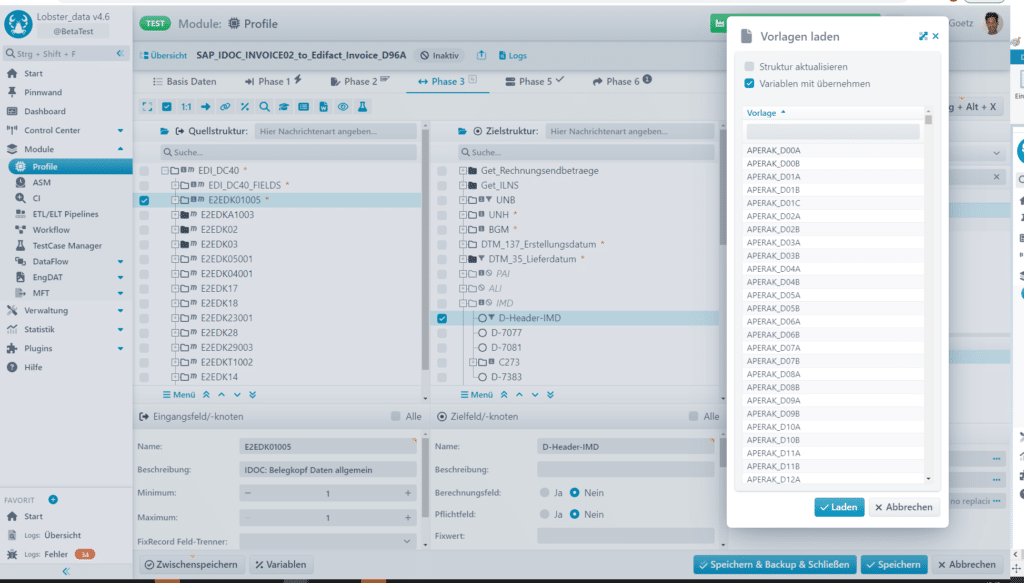 Lobster_data v4.6
@BetaTest
Strg + Shift + F
Start
Pinnwand
Dashboard
Control Center
Module
Profile
ASM
CI
ETL/ELT Pipelines
Workflow
TestCase Manager
DataFlow
EngDAT
MFT
Verwaltung
Statistik
Plugins
Hilfe
FAVORIT
Start
Logs: Übersicht
Logs: Fehler
TEST Module: Profile
Goetz
Übersicht SAP_IDOC_INVOICE02_to_Edifact_Invoice_D96A Inaktiv Logs
Basis Daten Phase 1 Phase 2 Phase 3 Phase 5 Phase 6
1:1
Quellstruktur: Hier Nachrichtenart angeben...
Suche...
EDI_DC40 *
EDI_DC40_FIELDS *
E2EDK01005 *
E2EDKA1003
E2EDK02
E2EDK03
E2EDK05001
E2EDK04001
E2EDK17
E2EDK18
E2EDK23001
E2EDK28
E2EDK29003
E2EDKT1002
E2EDK14
Menü
Zielstruktur: Hier Nachrichtenart angeben...
Suche...
Get_Rechnungsendbetraege
Get_ILNS
UNB
UNH *
BGM *
DTM_137_Erstellungsdatum *
DTM_35_Lieferdatum *
PAI
ALI
IMD
D-Header-IMD
D-7077
D-7081
C273
D-7383
Menü
Eingangsfeld/-knoten Alle
Name: E2EDK01005
Beschreibung: IDOC: Belegkopf Daten allgemein
Minimum: − 1 +
Maximum: − 1 +
FixRecord Feld-Trenner:
Zielfeld/-knoten Alle
Name: D-Header-IMD
Beschreibung:
Berechnungsfeld: Ja Nein
Pflichtfeld: Ja Nein
Fixwert:
+ Alt + X
Zwischenspeichern Variablen
Speichern & Backup & Schließen Speichern Abbrechen
Vorlagen laden
Struktur aktualisieren
Variablen mit übernehmen
Vorlage
APERAK_D00A
APERAK_D00B
APERAK_D01A
APERAK_D01B
APERAK_D01C
APERAK_D02A
APERAK_D02B
APERAK_D03A
APERAK_D03B
APERAK_D04A
APERAK_D04B
APERAK_D05A
APERAK_D05B
APERAK_D06A
APERAK_D06B
APERAK_D07A
APERAK_D07B
APERAK_D08A
APERAK_D08B
APERAK_D09A
APERAK_D09B
APERAK_D10A
APERAK_D10B
APERAK_D11A
APERAK_D11B
APERAK_D12A
Laden Abbrechen